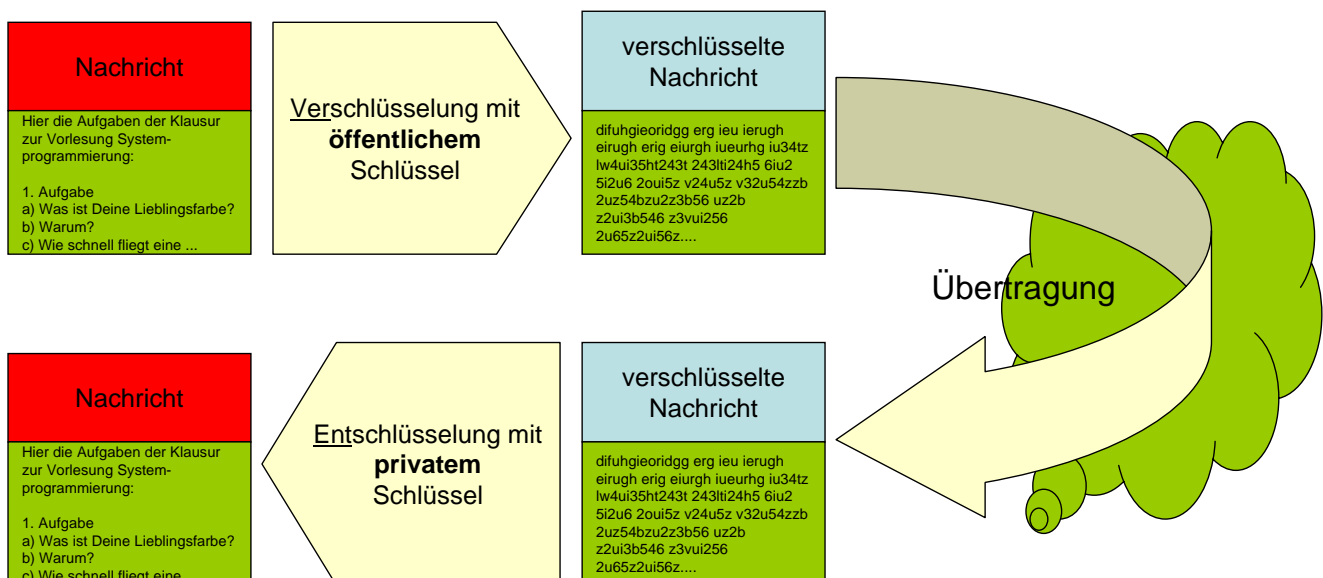 Nachricht
Hier die Aufgaben der Klausur
zur Vorlesung System-
programmierung:
1. Aufgabe
a) Was ist Deine Lieblingsfarbe?
b) Warum?
c) Wie schnell fliegt eine ...
Verschlüsselung mit
öffentlichem
Schlüssel
verschlüsselte
Nachricht
difuhgieoridgg erg ieu ierugh
eirugh erig eiurgh iueurhg iu34tz
lw4ui35ht243t 243lti24h5 6iu2
5i2u6 2oui5z v24u5z v32u54zzb
2uz54bzu2z3b56 uz2b
z2ui3b546 z3vui256
2u65z2ui56z....
Übertragung
Nachricht
Hier die Aufgaben der Klausur
zur Vorlesung System-
programmierung:
1. Aufgabe
a) Was ist Deine Lieblingsfarbe?
b) Warum?
c) Wie schnell fliegt eine
Entschlüsselung mit
privatem
Schlüssel
verschlüsselte
Nachricht
difuhgieoridgg erg ieu ierugh
eirugh erig eiurgh iueurhg iu34tz
lw4ui35ht243t 243lti24h5 6iu2
5i2u6 2oui5z v24u5z v32u54zzb
2uz54bzu2z3b56 uz2b
z2ui3b546 z3vui256
2u65z2ui56z....